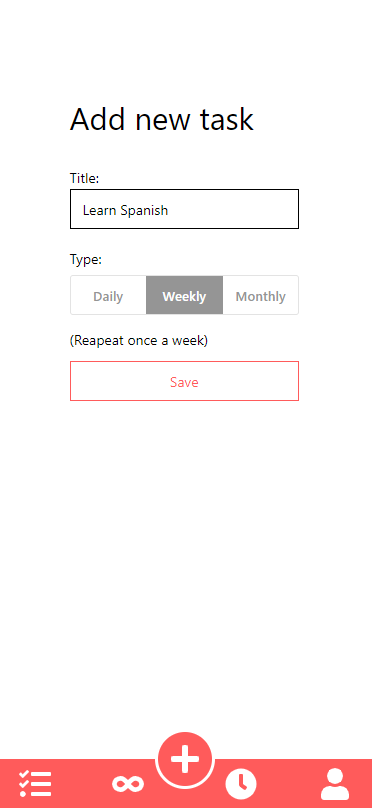 Add new task
Title:
Learn Spanish
Type:
Daily Weekly Monthly
(Reapeat once a week)
Save